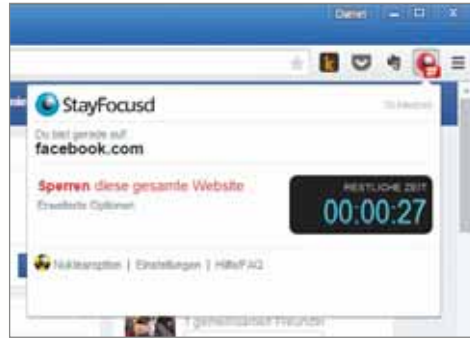 Daniel
StayFocusd
Du bist gerade auf:
facebook.com
Sperren diese gesamte Website
Erweiterte Optionen
RESTLICHE ZEIT
00:00:27
Nuklearoption | Einstellungen | Hilfe/FAQ
1 gemeinsamer Freund/in